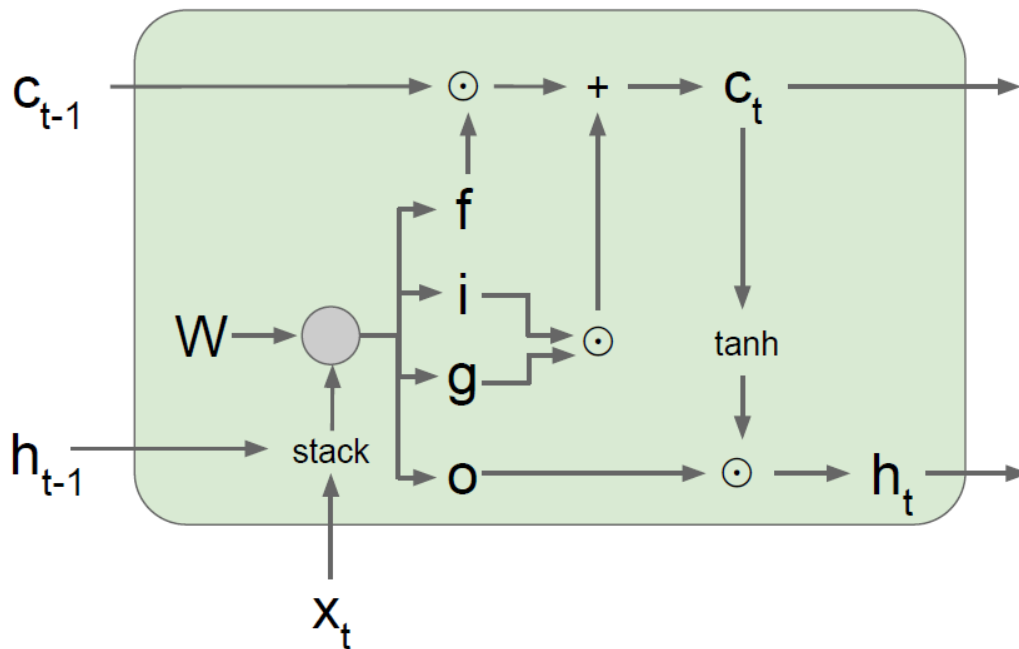 c_{t-1} ⊙ + c_t
f
i
W ⊙ tanh
g
h_{t-1} stack o ⊙ h_t
x_t